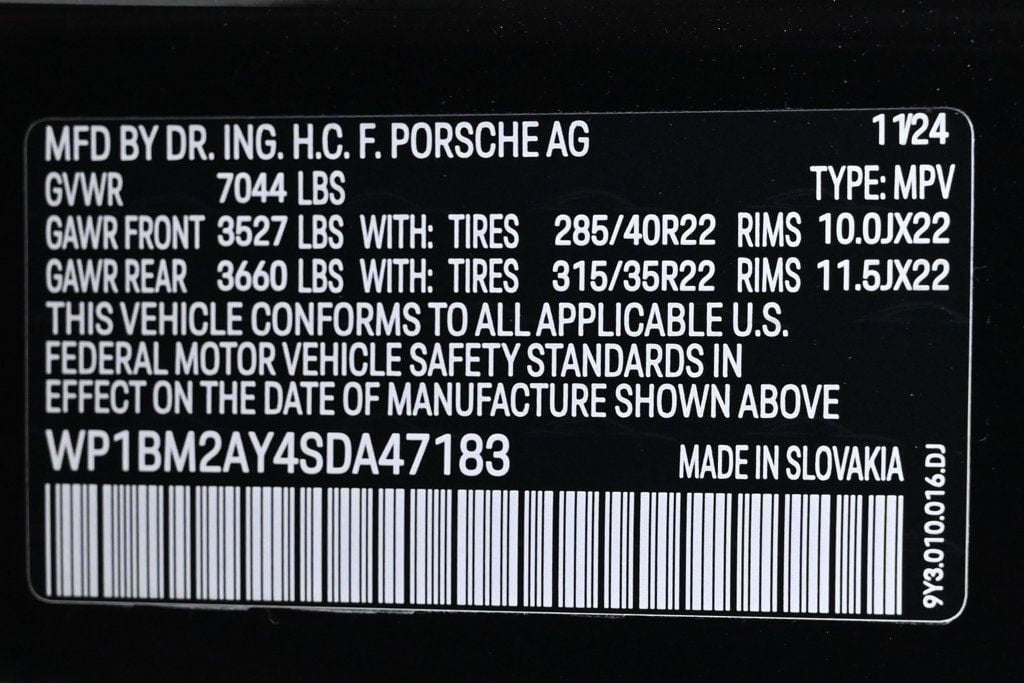 MFD BY DR. ING. H.C. F. PORSCHE AG 11/24
GVWR 7044 LBS TYPE: MPV
GAWR FRONT 3527 LBS WITH: TIRES 285/40R22 RIMS 10.0JX22
GAWR REAR 3660 LBS WITH: TIRES 315/35R22 RIMS 11.5JX22
THIS VEHICLE CONFORMS TO ALL APPLICABLE U.S.
FEDERAL MOTOR VEHICLE SAFETY STANDARDS IN
EFFECT ON THE DATE OF MANUFACTURE SHOWN ABOVE
WP1BM2AY4SDA47183 MADE IN SLOVAKIA
9Y3.010.016.DJ